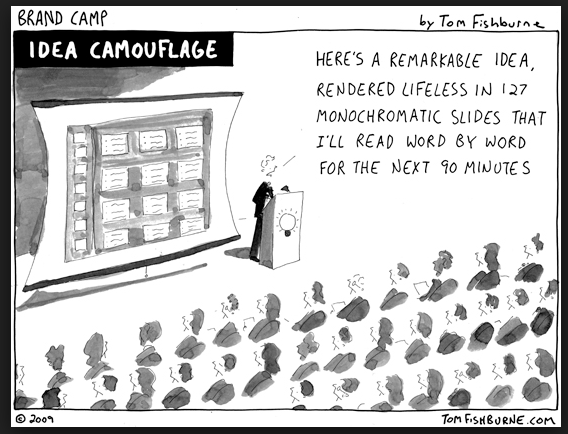 BRAND CAMP
by Tom Fishburne
IDEA CAMOUFLAGE
HERE'S A REMARKABLE IDEA,
RENDERED LIFELESS IN 127
MONOCHROMATIC SLIDES THAT
I'LL READ WORD BY WORD
FOR THE NEXT 90 MINUTES
© 2009
TOMFISHBURNE.COM